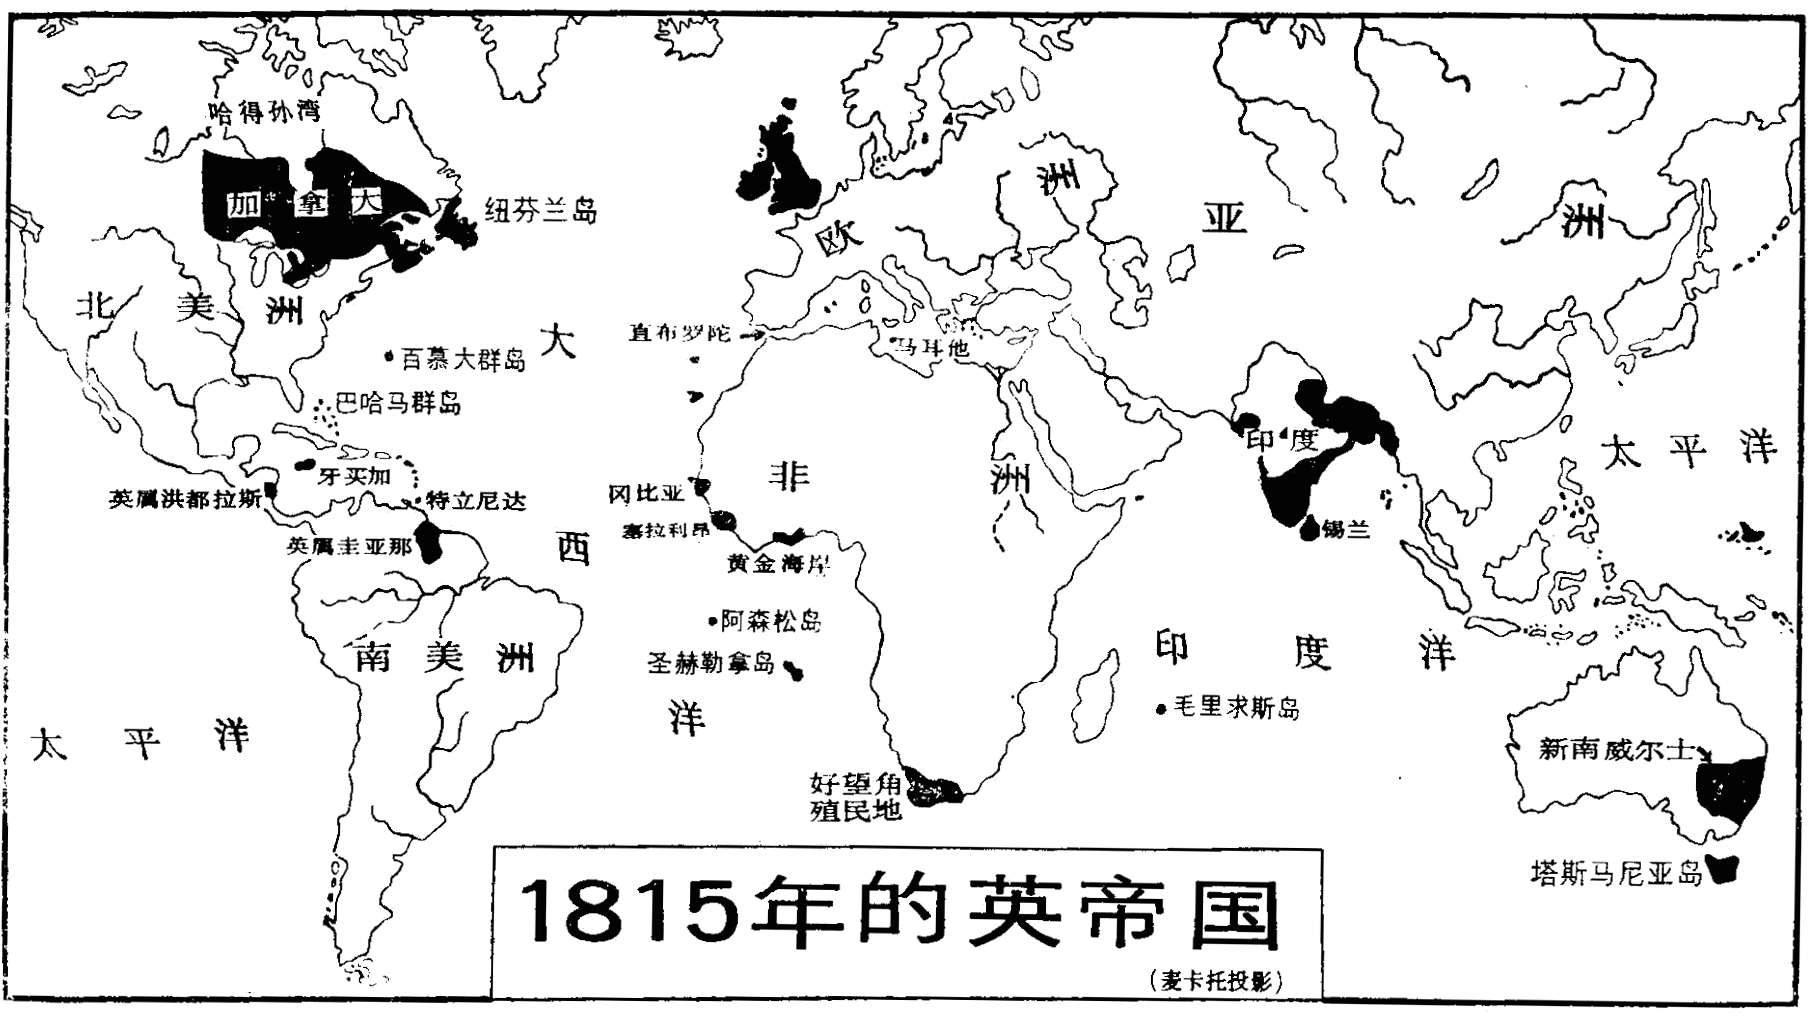 哈得孙湾
加拿大
纽芬兰岛
北美洲
百慕大群岛
巴哈马群岛
牙买加
英属洪都拉斯
特立尼达
英属圭亚那
南美洲
太平洋
大西洋
欧洲
直布罗陀
马耳他
非洲
冈比亚
塞拉利昂
黄金海岸
阿森松岛
圣赫勒拿岛
好望角
殖民地
亚洲
印度
锡兰
太平洋
印度洋
毛里求斯岛
新南威尔士
塔斯马尼亚岛
1815年的英帝国
(麦卡托投影)